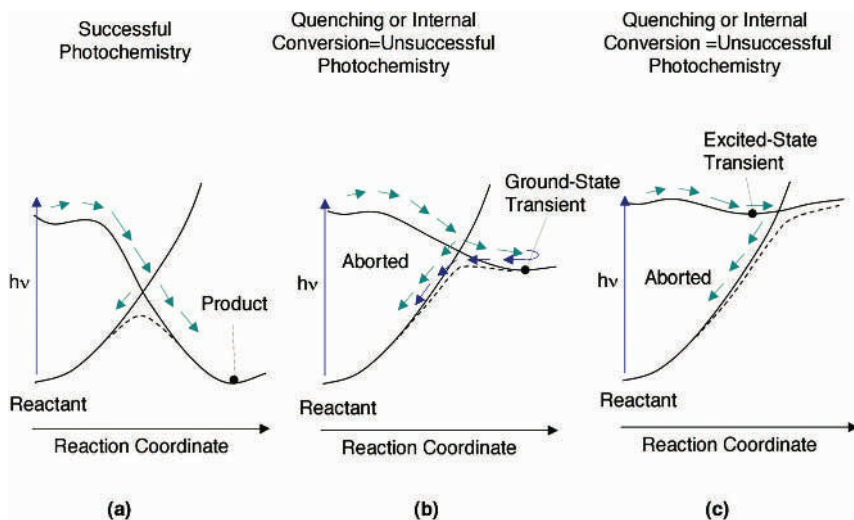 Successful
Photochemistry
Quenching or Internal
Conversion=Unsuccessful
Photochemistry
Quenching or Internal
Conversion =Unsuccessful
Photochemistry
hν
Product
Reactant
Reaction Coordinate
(a)
Ground-State
Transient
Aborted
hν
Reactant
Reaction Coordinate
(b)
Excited-State
Transient
Aborted
hν
Reactant
Reaction Coordinate
(c)